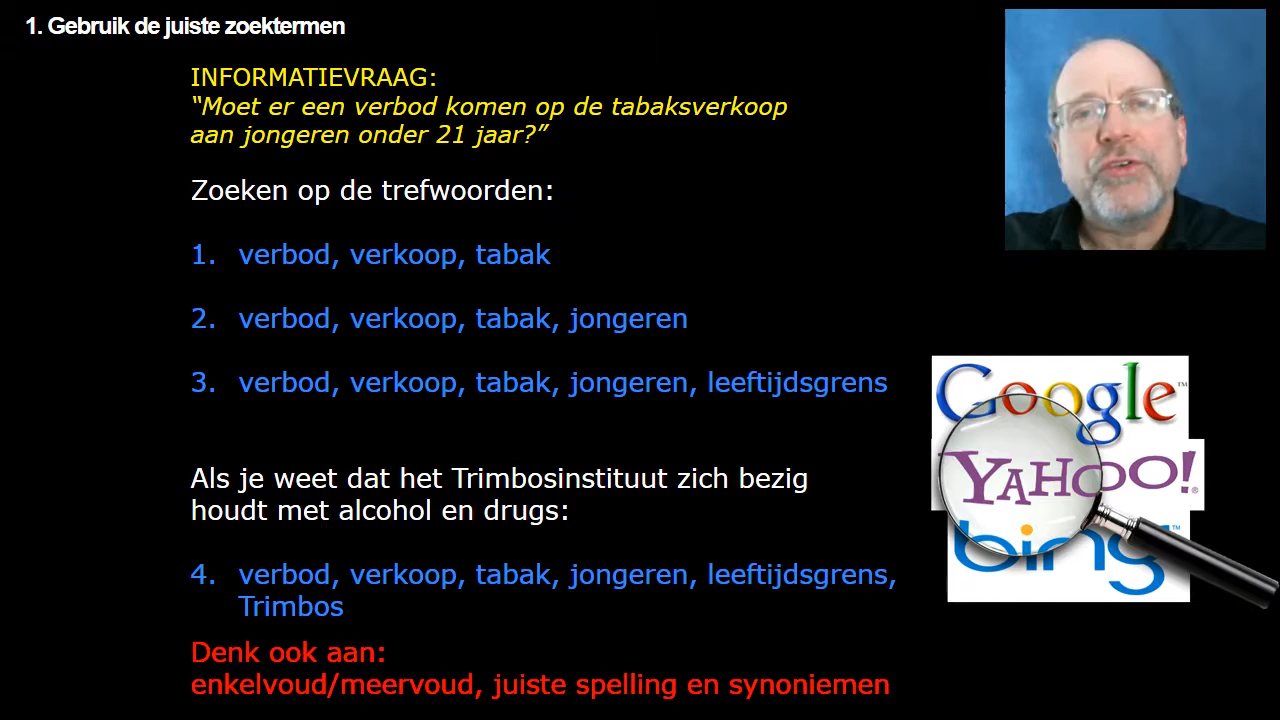 1. Gebruik de juiste zoektermen
INFORMATIEVRAAG:
“Moet er een verbod komen op de tabaksverkoop
aan jongeren onder 21 jaar?”
Zoeken op de trefwoorden:
1. verbod, verkoop, tabak
2. verbod, verkoop, tabak, jongeren
3. verbod, verkoop, tabak, jongeren, leeftijdsgrens
Als je weet dat het Trimbosinstituut zich bezig
houdt met alcohol en drugs:
4. verbod, verkoop, tabak, jongeren, leeftijdsgrens,
Trimbos
Denk ook aan:
enkelvoud/meervoud, juiste spelling en synoniemen
Google™
YAHOO!®
bing™